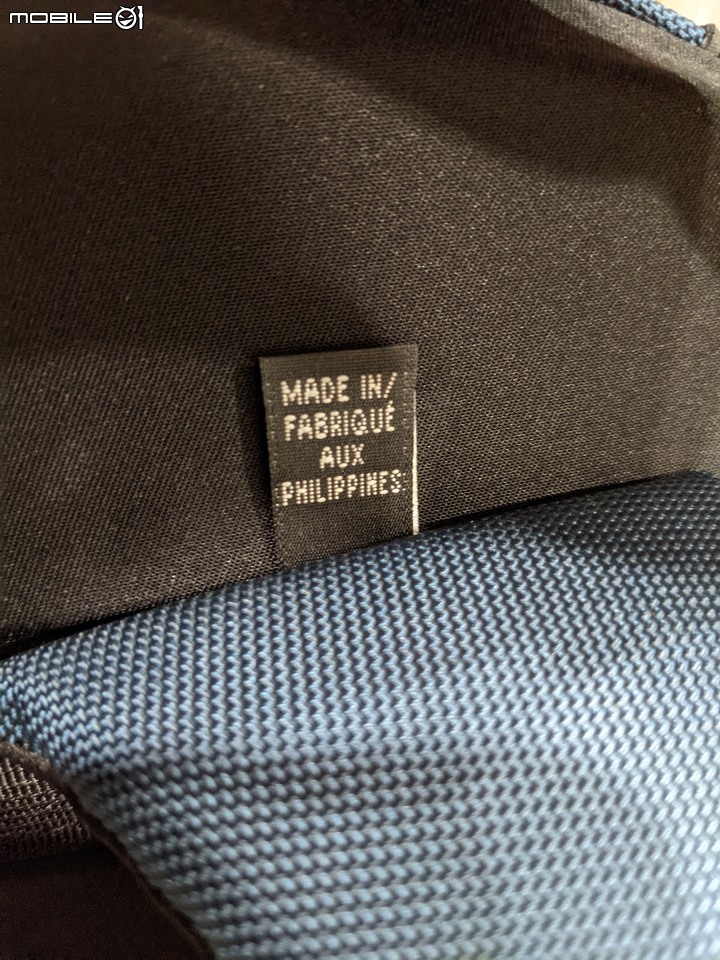 MOBILE01
MADE IN/
FABRIQUÉ
AUX
PHILIPPINES